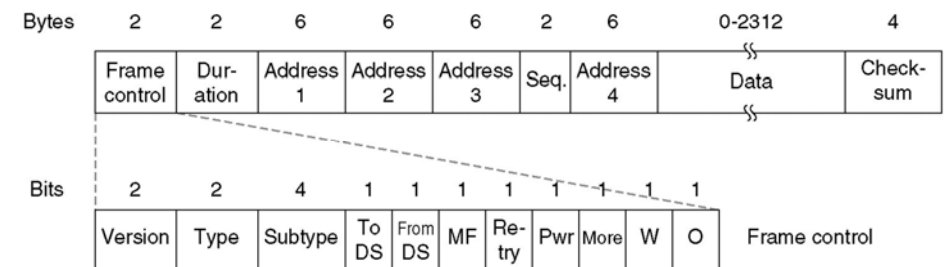 Bytes 2 2 6 6 6 2 6 0-2312 4
Frame control Dur-ation Address 1 Address 2 Address 3 Seq. Address 4 Data Check-sum
Bits 2 2 4 1 1 1 1 1 1 1 1
Version Type Subtype To DS From DS MF Re-try Pwr More W O Frame control